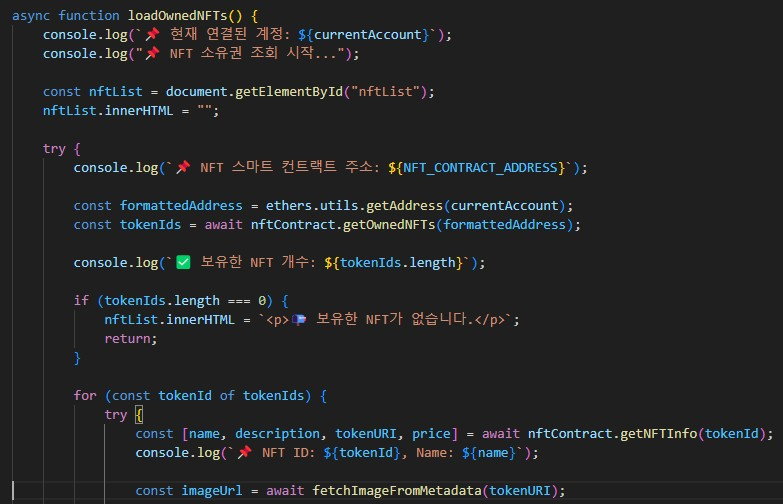 async function loadOwnedNFTs() {
console.log(`📌 현재 연결된 계정: ${currentAccount}`);
console.log("📌 NFT 소유권 조회 시작...");
const nftList = document.getElementById("nftList");
nftList.innerHTML = "";
try {
console.log(`📌 NFT 스마트 컨트랙트 주소: ${NFT_CONTRACT_ADDRESS}`);
const formattedAddress = ethers.utils.getAddress(currentAccount);
const tokenIds = await nftContract.getOwnedNFTs(formattedAddress);
console.log(`✅ 보유한 NFT 개수: ${tokenIds.length}`);
if (tokenIds.length === 0) {
nftList.innerHTML = `<p>📭 보유한 NFT가 없습니다.</p>`;
return;
}
for (const tokenId of tokenIds) {
try {
const [name, description, tokenURI, price] = await nftContract.getNFTInfo(tokenId);
console.log(`📌 NFT ID: ${tokenId}, Name: ${name}`);
const imageUrl = await fetchImageFromMetadata(tokenURI);